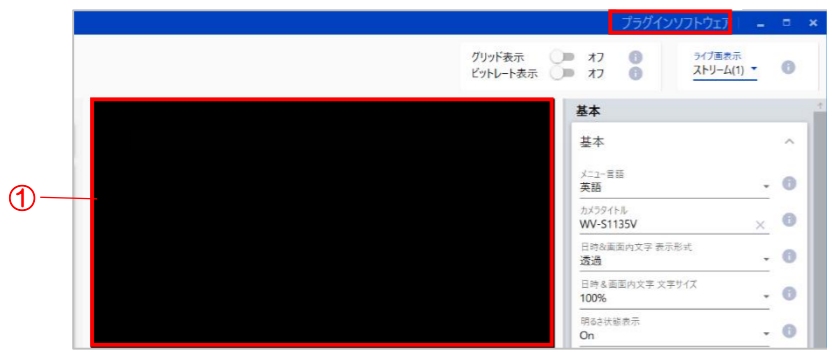 プラグインソフトウェア
グリッド表示 オフ
ビットレート表示 オフ
ライブ画表示
ストリーム(1)
①
基本
基本
メニュー言語
英語
カメラタイトル
WV-S1135V
日時&画面内文字 表示形式
透過
日時 & 画面内文字 文字サイズ
100%
明るさ状態表示
On